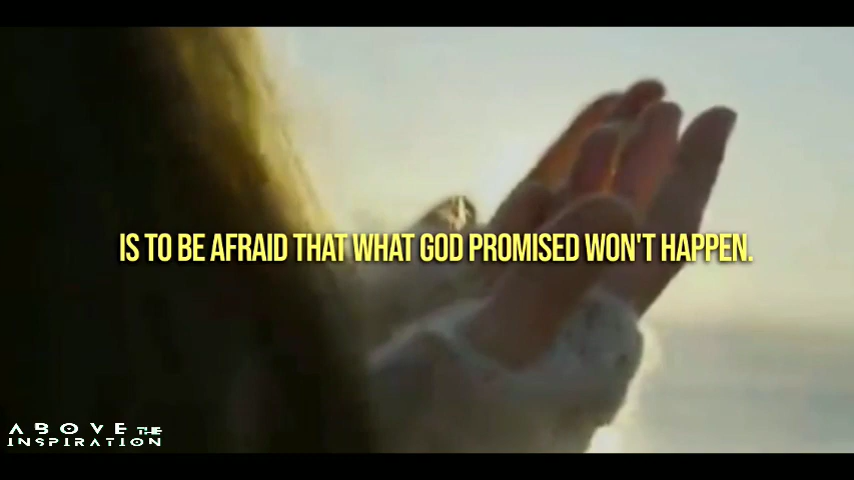 IS TO BE AFRAID THAT WHAT GOD PROMISED WON'T HAPPEN.
ABOVE THE
INSPIRATION